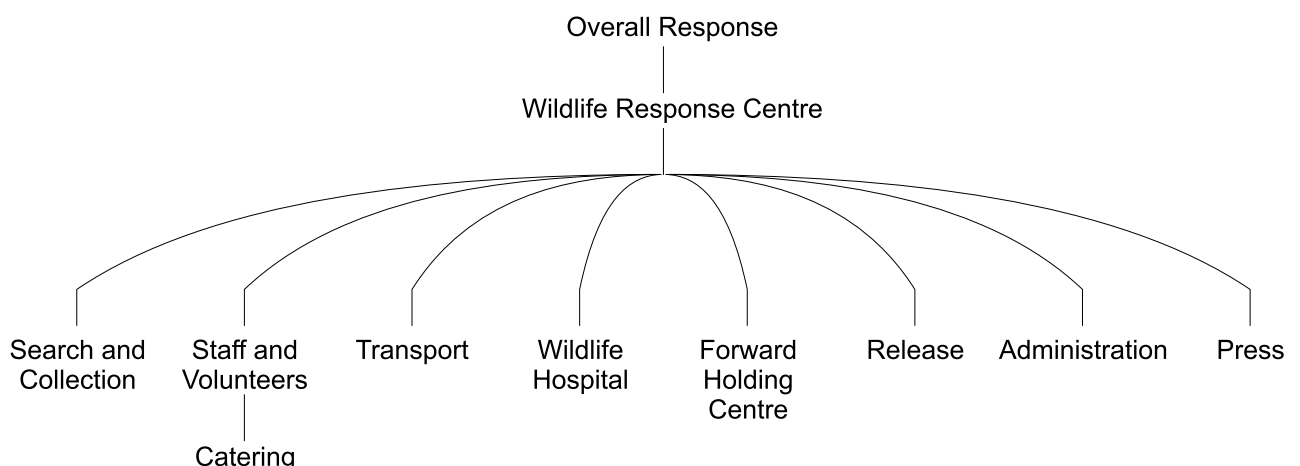 Overall Response
Wildlife Response Centre
Search and
Collection
Staff and
Volunteers
Transport
Wildlife
Hospital
Forward
Holding
Centre
Release
Administration
Press
Catering